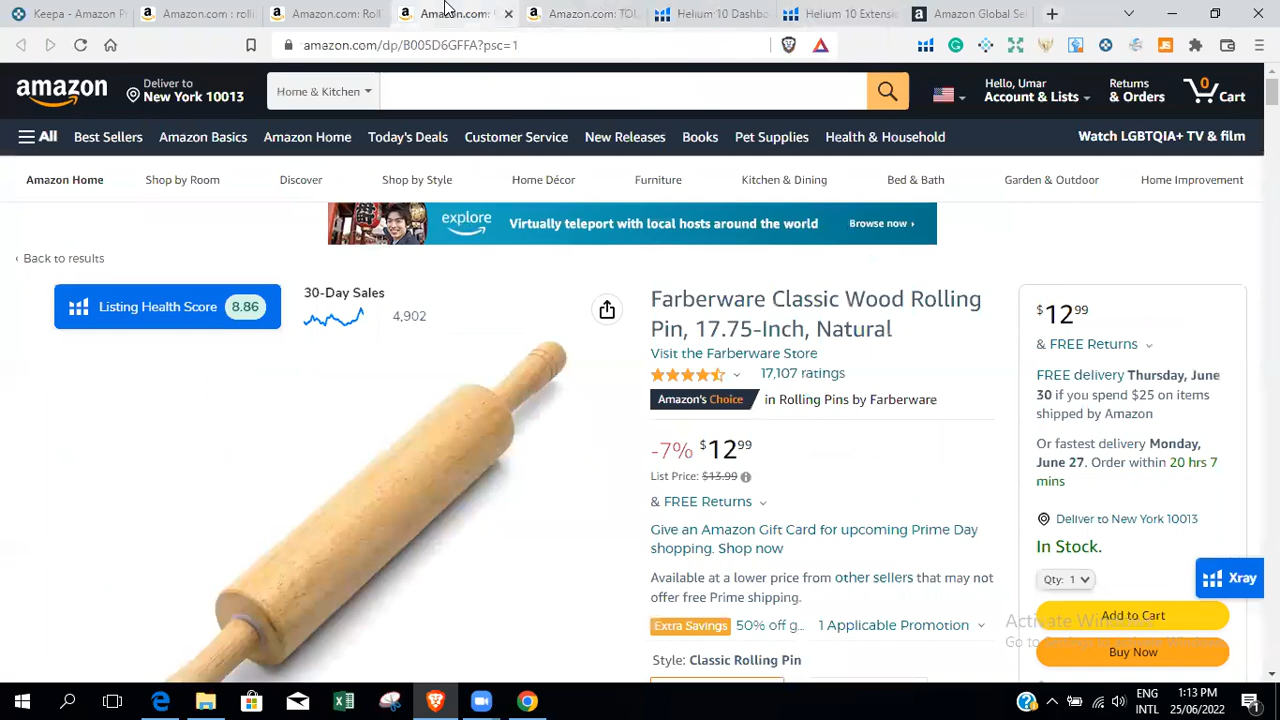 Keepa - Amazon P
Amazon.com : rolli
Amazon.com: Roll
Amazon.com:
Amazon.com: TOU
Helium 10 Dashbo
Helium 10 Extensi
Amazon Global Sel
amazon.com/dp/B005D6GFFA?psc=1
amazon
Deliver to
New York 10013
Home & Kitchen
Hello, Umar
Account & Lists
Returns
& Orders
0
Cart
All
Best Sellers
Amazon Basics
Amazon Home
Today's Deals
Customer Service
New Releases
Books
Pet Supplies
Health & Household
Watch LGBTQIA+ TV & film
Amazon Home
Shop by Room
Discover
Shop by Style
Home Décor
Furniture
Kitchen & Dining
Bed & Bath
Garden & Outdoor
Home Improvement
explore
Virtually teleport with local hosts around the world
Browse now ›
‹ Back to results
Listing Health Score 8.86
30-Day Sales
4,902
Farberware Classic Wood Rolling
Pin, 17.75-Inch, Natural
Visit the Farberware Store
17,107 ratings
Amazon's Choice in Rolling Pins by Farberware
-7% $12 99
List Price: $13.99
& FREE Returns
Give an Amazon Gift Card for upcoming Prime Day
shopping. Shop now
Available at a lower price from other sellers that may not
offer free Prime shipping.
Extra Savings 50% off g... 1 Applicable Promotion
Style: Classic Rolling Pin
$12 99
& FREE Returns
FREE delivery Thursday, June
30 if you spend $25 on items
shipped by Amazon
Or fastest delivery Monday,
June 27. Order within 20 hrs 7
mins
Deliver to New York 10013
In Stock.
Xray
Qty: 1
Add to Cart
Buy Now
ENG
INTL
1:13 PM
25/06/2022